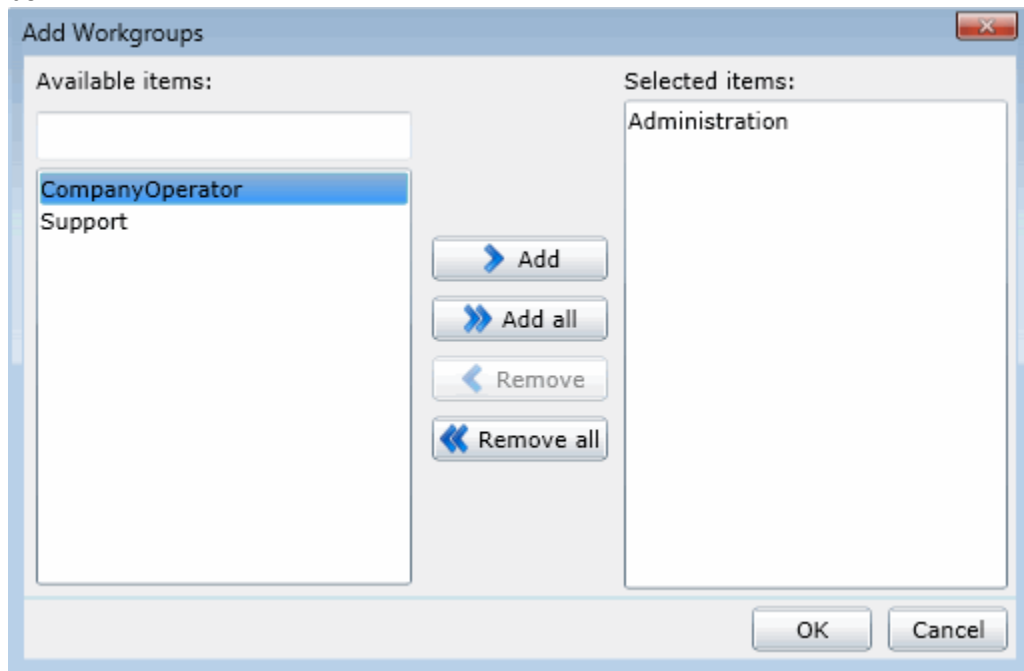 Add Workgroups
Available items:
Selected items:
Administration
CompanyOperator
Support
Add
Add all
Remove
Remove all
OK
Cancel